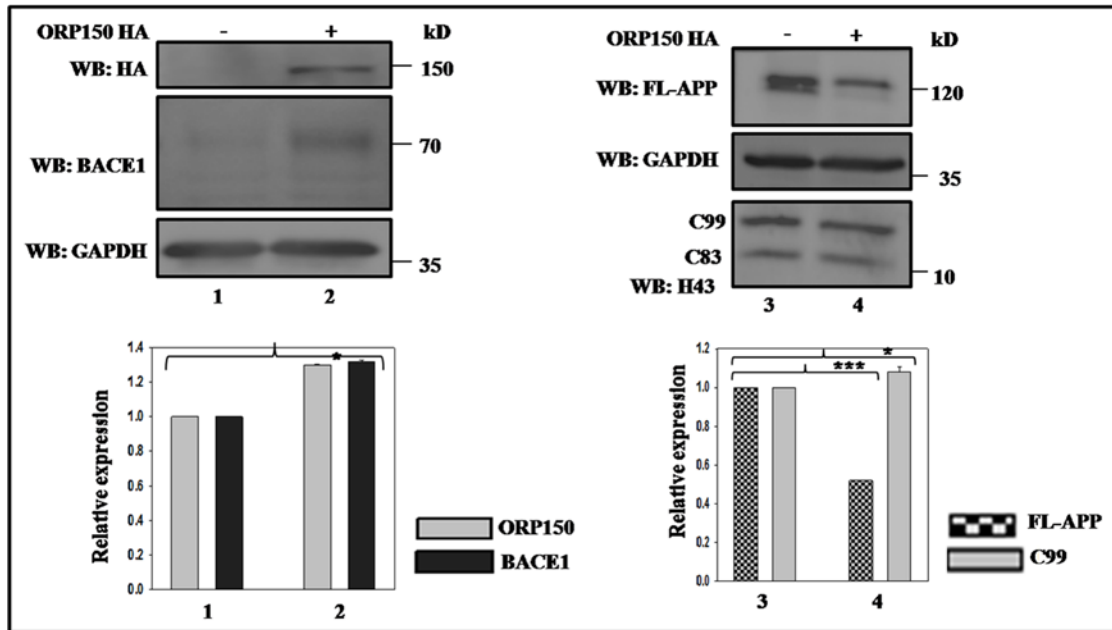 ORP150 HA - + kD
WB: HA
150
WB: BACE1
70
WB: GAPDH
35
1 2
ORP150 HA - + kD
WB: FL-APP
120
WB: GAPDH
35
C99
C83
10
WB: H43
3 4
Relative expression
1.4
1.2
1.0
0.8
0.6
0.4
0.2
0.0
*
1 2
ORP150
BACE1
Relative expression
1.2
1.0
0.8
0.6
0.4
0.2
0.0
*
***
3 4
FL-APP
C99